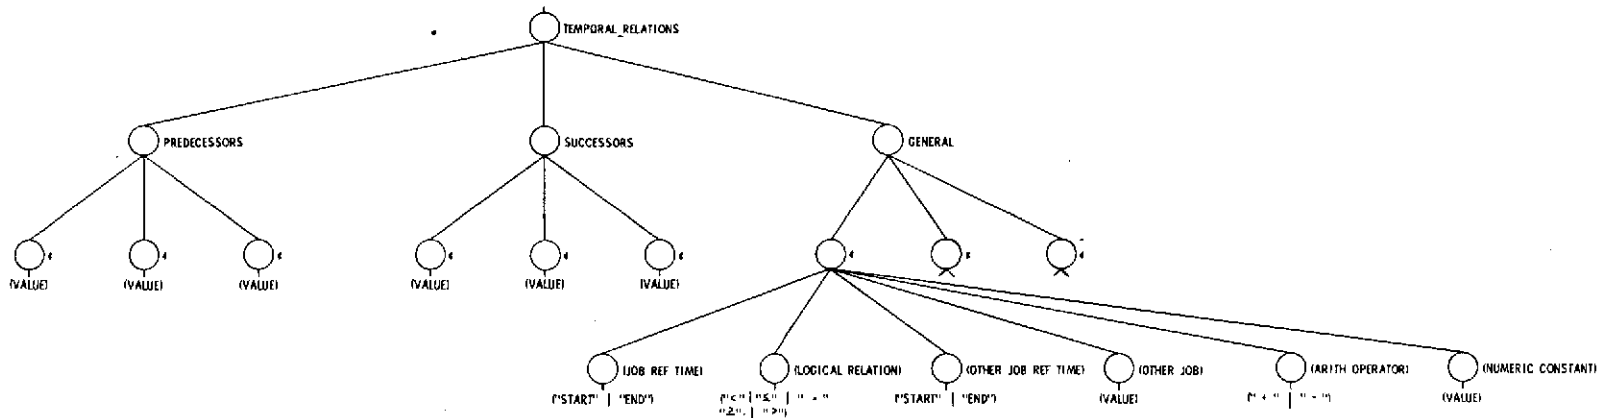 TEMPORAL_RELATIONS
PREDECESSORS
SUCCESSORS
GENERAL
(VALUE)
(VALUE)
(VALUE)
(VALUE)
(VALUE)
(VALUE)
(JOB REF TIME)
(LOGICAL RELATION)
(OTHER JOB REF TIME)
(OTHER JOB)
(ARITH OPERATOR)
(NUMERIC CONSTANT)
("START" | "END")
("<" | "≤" | "="
"≥" | ">")
("START" | "END")
(VALUE)
("+" | "-")
(VALUE)